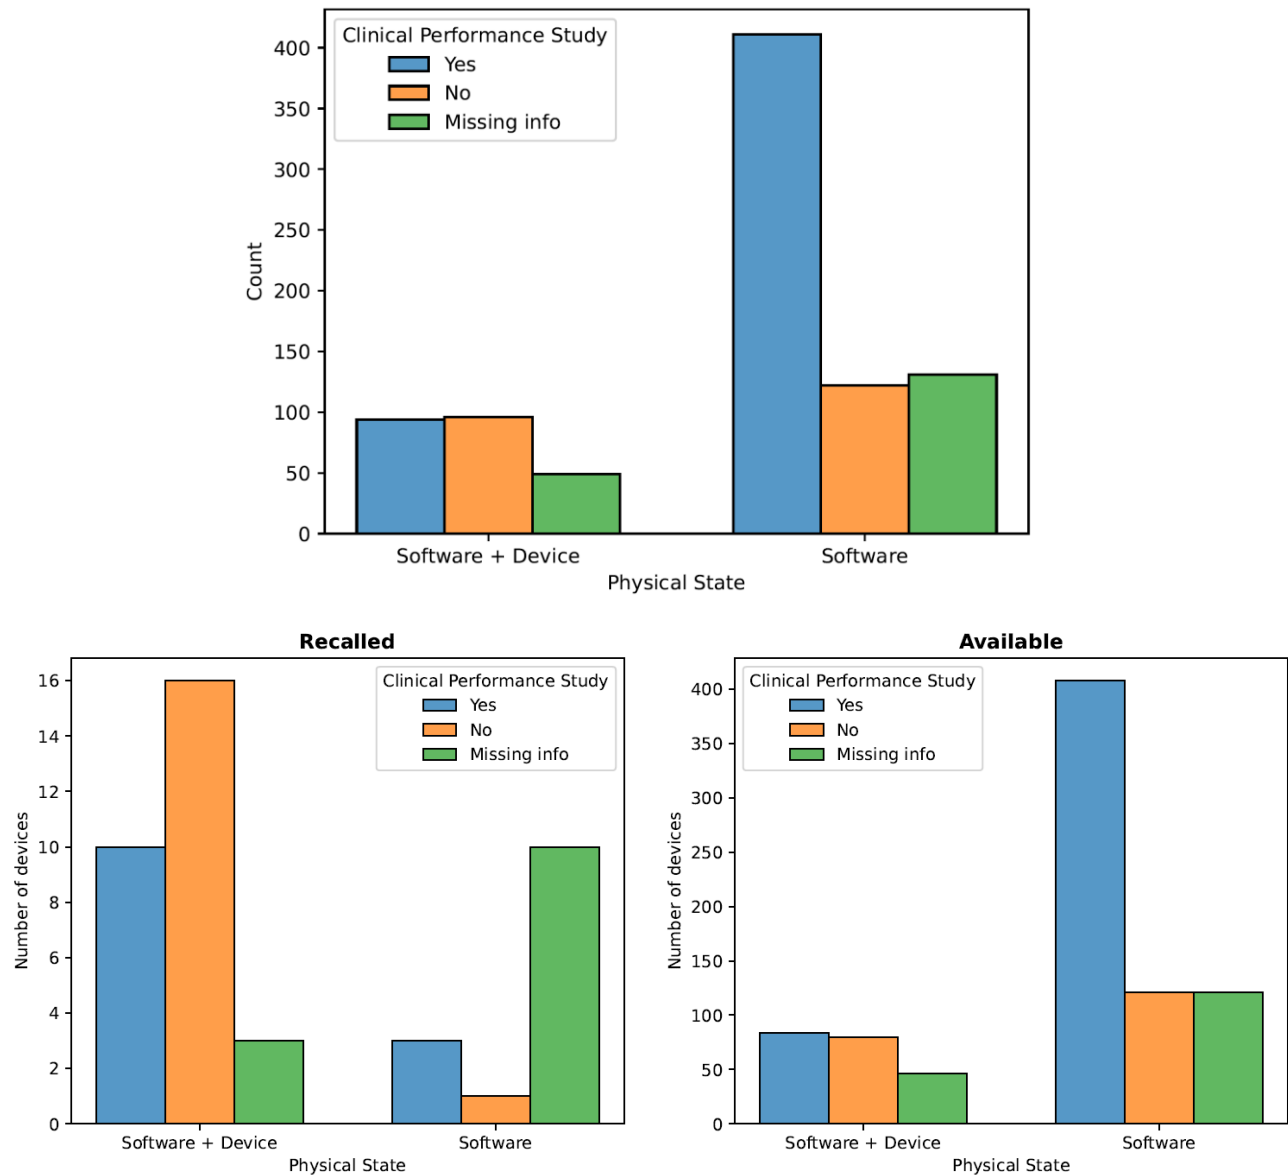 Clinical Performance Study
Yes
No
Missing info
400
350
300
250
200
150
100
50
0
Count
Software + Device
Software
Physical State
Recalled
Clinical Performance Study
Yes
No
Missing info
16
14
12
10
8
6
4
2
0
Number of devices
Software + Device
Software
Physical State
Available
Clinical Performance Study
Yes
No
Missing info
400
350
300
250
200
150
100
50
0
Number of devices
Software + Device
Software
Physical State